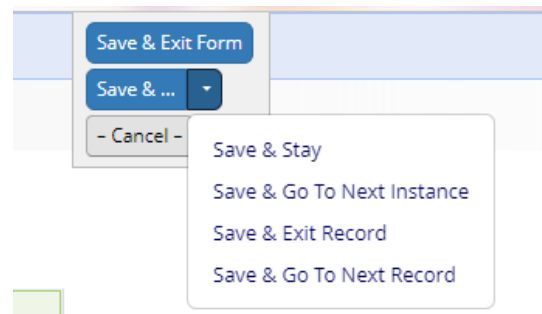 Save & Exit Form
Save & ...
– Cancel –
Save & Stay
Save & Go To Next Instance
Save & Exit Record
Save & Go To Next Record